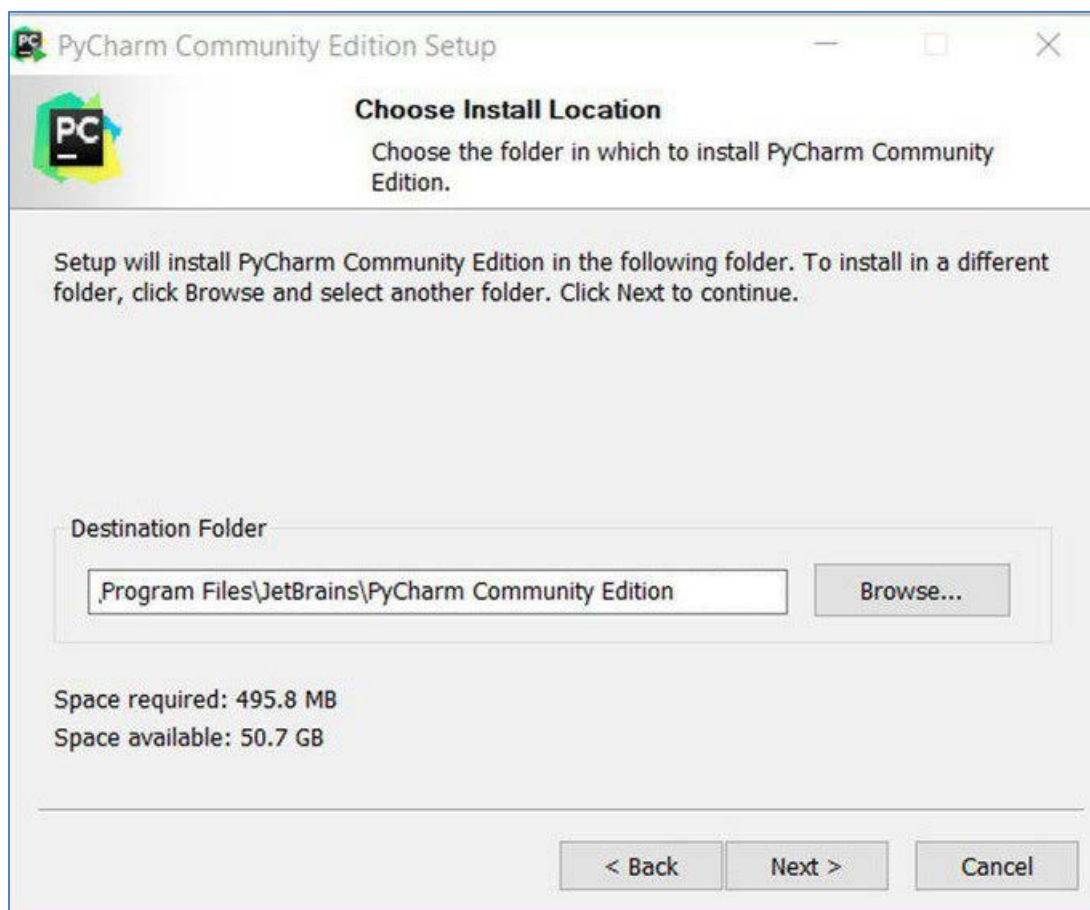 PyCharm Community Edition Setup
PC
Choose Install Location
Choose the folder in which to install PyCharm Community
Edition.
Setup will install PyCharm Community Edition in the following folder. To install in a different
folder, click Browse and select another folder. Click Next to continue.
Destination Folder
Program Files\JetBrains\PyCharm Community Edition
Browse...
Space required: 495.8 MB
Space available: 50.7 GB
< Back
Next >
Cancel